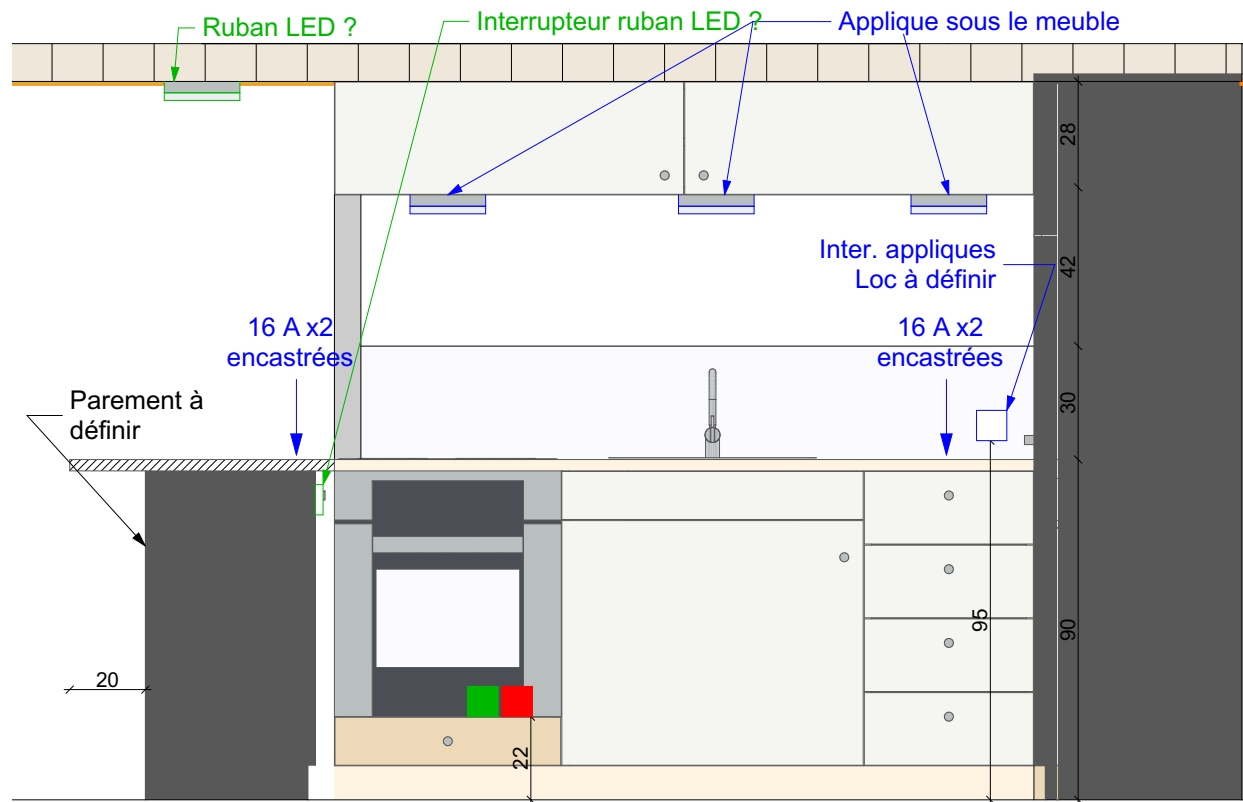 Ruban LED ?
Interrupteur ruban LED ?
Applique sous le meuble
28
Inter. appliques
Loc à définir
42
16 A x2
encastrées
16 A x2
encastrées
Parement à
définir
30
95
90
20
22